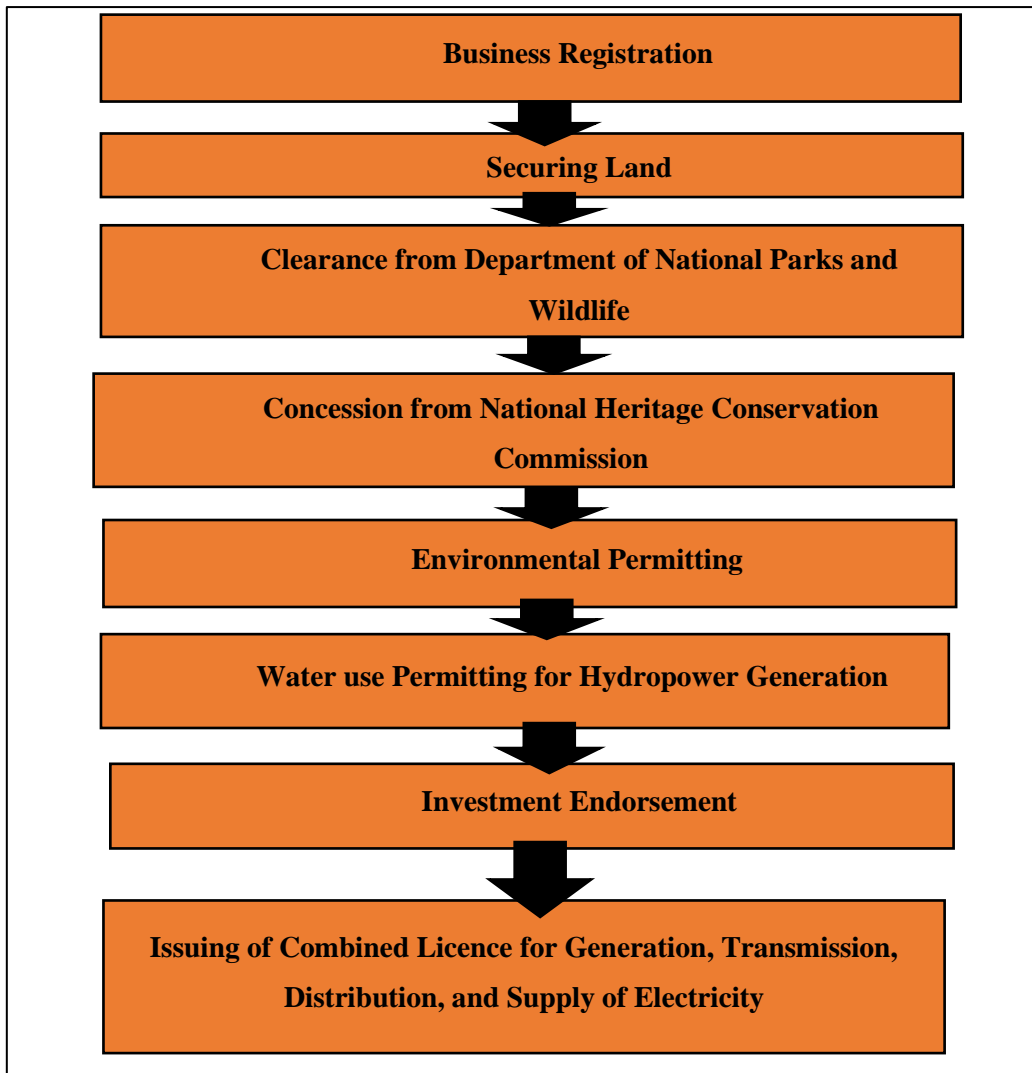 Business Registration
Securing Land
Clearance from Department of National Parks and
Wildlife
Concession from National Heritage Conservation
Commission
Environmental Permitting
Water use Permitting for Hydropower Generation
Investment Endorsement
Issuing of Combined Licence for Generation, Transmission,
Distribution, and Supply of Electricity